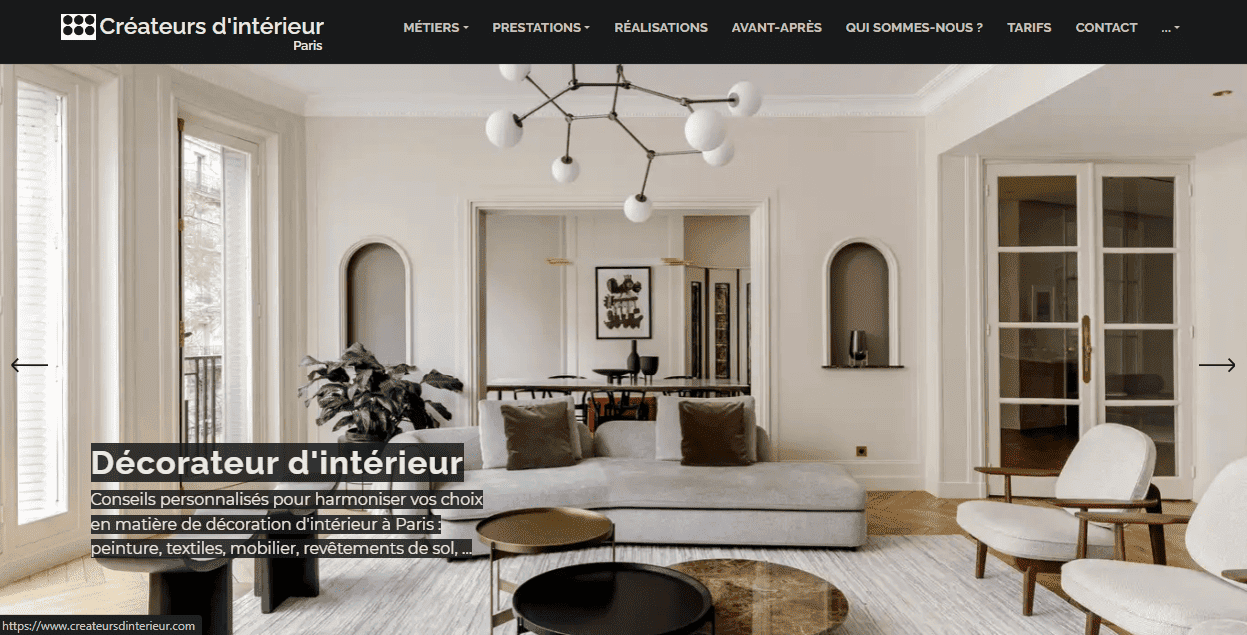 Créateurs d'intérieur
Paris
MÉTIERS PRESTATIONS RÉALISATIONS AVANT-APRÈS QUI SOMMES-NOUS ? TARIFS CONTACT ...
Décorateur d'intérieur
Conseils personnalisés pour harmoniser vos choix
en matière de décoration d'intérieur à Paris :
peinture, textiles, mobilier, revêtements de sol, ...
https://www.createursdinterieur.com